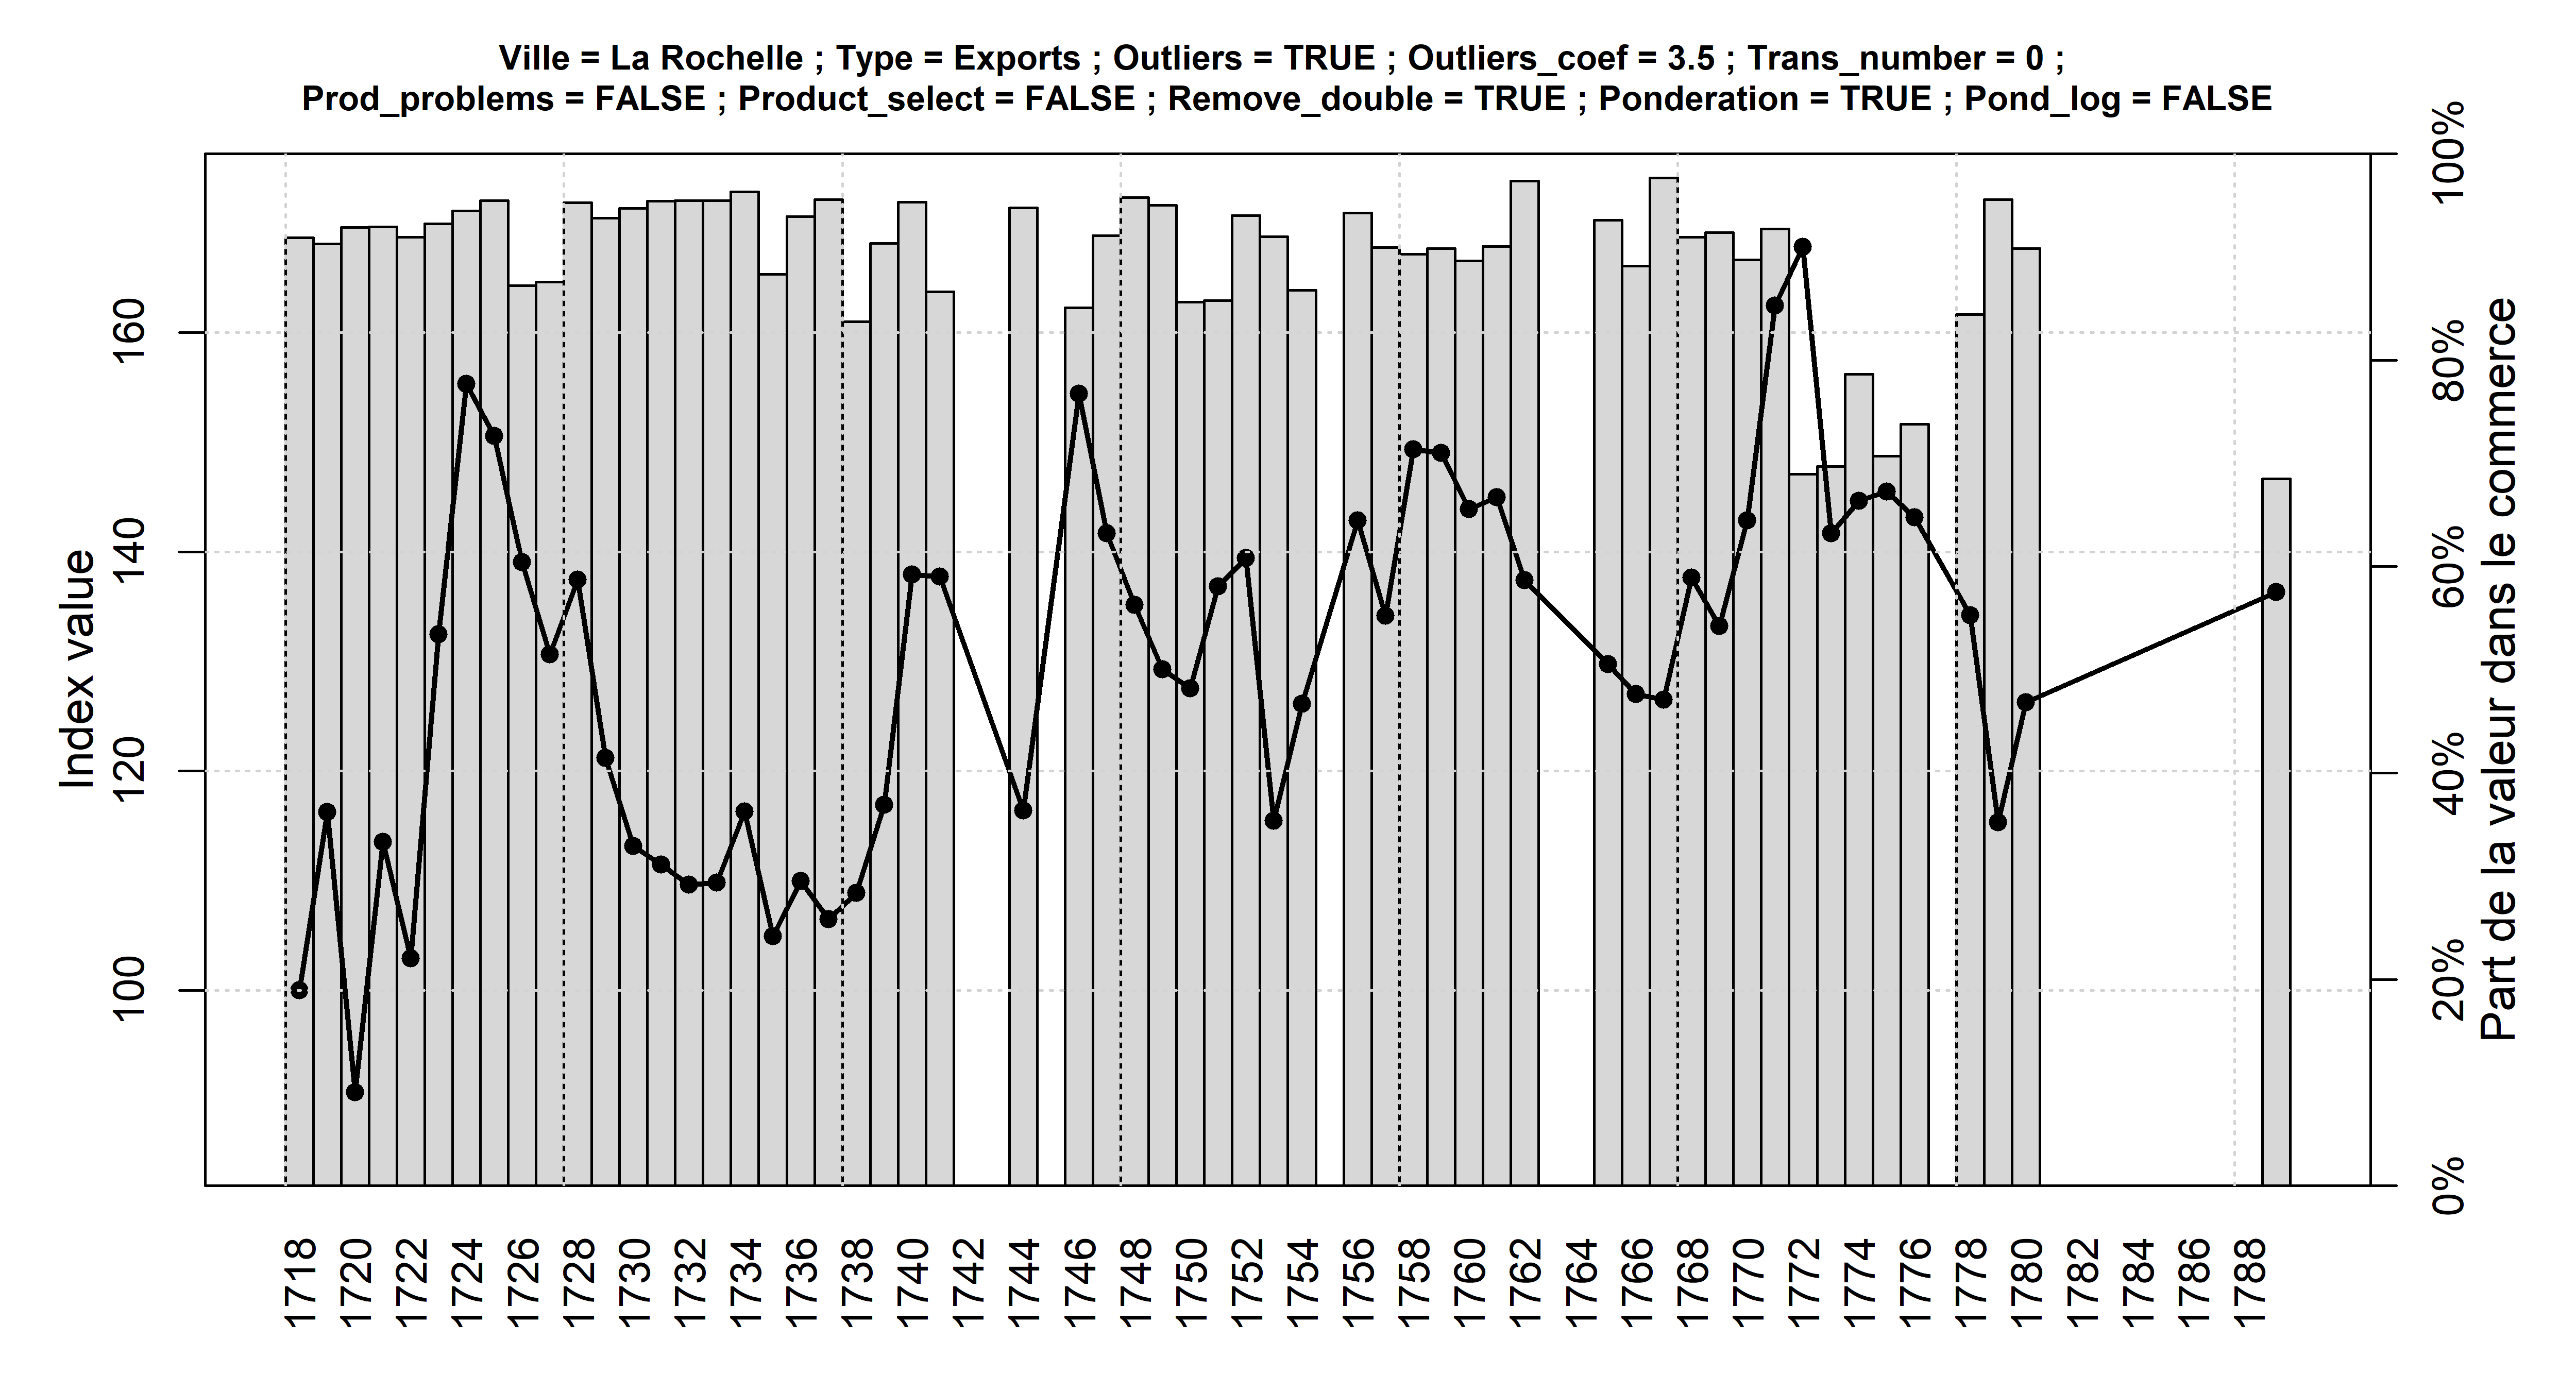 Ville = La Rochelle ; Type = Exports ; Outliers = TRUE ; Outliers_coef = 3.5 ; Trans_number = 0 ;
Prod_problems = FALSE ; Product_select = FALSE ; Remove_double = TRUE ; Ponderation = TRUE ; Pond_log = FALSE
Index value
160
140
120
100
100%
80%
60%
40%
20%
0%
Part de la valeur dans le commerce
1718 1720 1722 1724 1726 1728 1730 1732 1734 1736 1738 1740 1742 1744 1746 1748 1750 1752 1754 1756 1758 1760 1762 1764 1766 1768 1770 1772 1774 1776 1778 1780 1782 1784 1786 1788